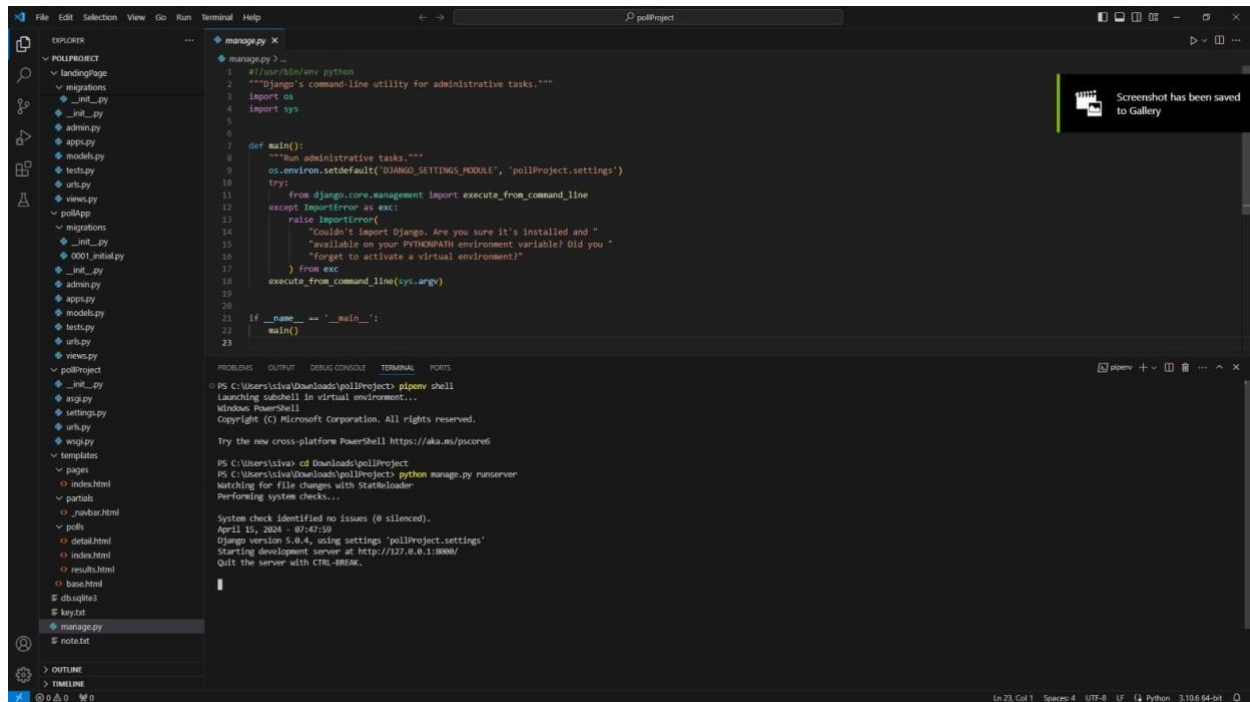 File Edit Selection View Go Run Terminal Help
pollProject
EXPLORER
POLLPROJECT
landingPage
migrations
__init__.py
__init__.py
admin.py
apps.py
models.py
tests.py
urls.py
views.py
pollApp
migrations
__init__.py
0001_initial.py
__init__.py
admin.py
apps.py
models.py
tests.py
urls.py
views.py
pollProject
__init__.py
asgi.py
settings.py
urls.py
wsgi.py
templates
pages
index.html
partials
_navbar.html
polls
detail.html
index.html
results.html
base.html
db.sqlite3
key.txt
manage.py
note.txt
OUTLINE
TIMELINE
manage.py
manage.py > ...
1 #!/usr/bin/env python
2 """Django's command-line utility for administrative tasks."""
3 import os
4 import sys
5
6
7 def main():
8 """Run administrative tasks."""
9 os.environ.setdefault('DJANGO_SETTINGS_MODULE', 'pollProject.settings')
10 try:
11 from django.core.management import execute_from_command_line
12 except ImportError as exc:
13 raise ImportError(
14 "Couldn't import Django. Are you sure it's installed and "
15 "available on your PYTHONPATH environment variable? Did you "
16 "forget to activate a virtual environment?"
17 ) from exc
18 execute_from_command_line(sys.argv)
19
20
21 if __name__ == '__main__':
22 main()
23
Screenshot has been saved
to Gallery
PROBLEMS OUTPUT DEBUG CONSOLE TERMINAL PORTS
pipenv
PS C:\Users\siva\Downloads\pollProject> pipenv shell
Launching subshell in virtual environment...
Windows PowerShell
Copyright (C) Microsoft Corporation. All rights reserved.
Try the new cross-platform PowerShell https://aka.ms/pscore6
PS C:\Users\siva> cd Downloads\pollProject
PS C:\Users\siva\Downloads\pollProject> python manage.py runserver
Watching for file changes with StatReloader
Performing system checks...
System check identified no issues (0 silenced).
April 15, 2024 - 07:47:59
Django version 5.0.4, using settings 'pollProject.settings'
Starting development server at http://127.0.0.1:8000/
Quit the server with CTRL-BREAK.
0 0 0
Ln 23, Col 1 Spaces: 4 UTF-8 LF Python 3.10.6 64-bit